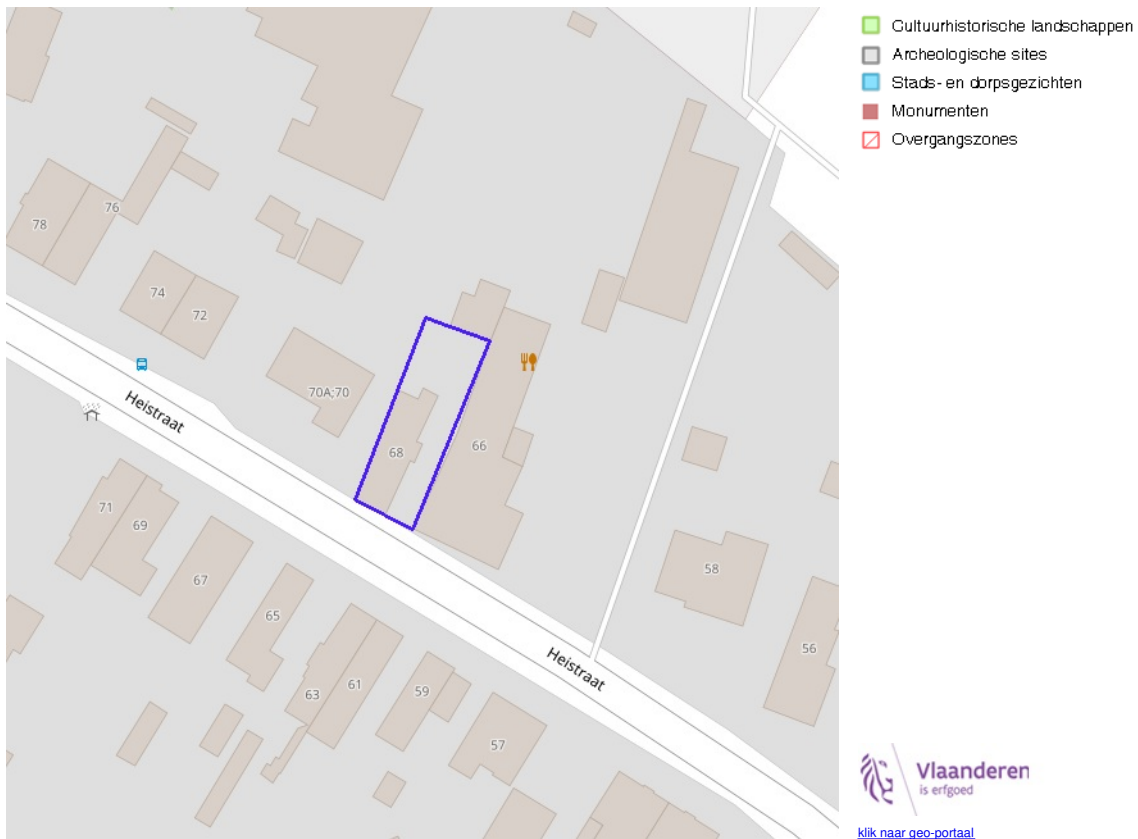 Cultuurhistorische landschappen
Archeologische sites
Stads- en dorpsgezichten
Monumenten
Overgangszones
78
76
74
72
70A;70
68
66
Heistraat
71
69
67
65
63
61
59
57
58
56
Heistraat
Vlaanderen
is erfgoed
klik naar geo-portaal